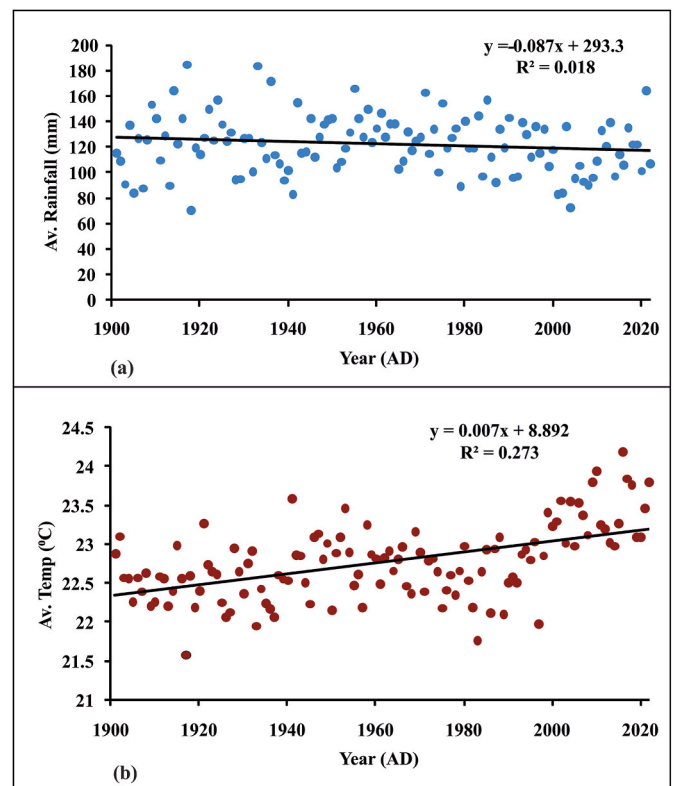 y =-0.087x + 293.3
R² = 0.018
200
180
160
140
120
100
80
60
40
20
0
Av. Rainfall (mm)
1900 1920 1940 1960 1980 2000 2020
Year (AD)
(a)
y = 0.007x + 8.892
R² = 0.273
24.5
24
23.5
23
22.5
22
21.5
21
Av. Temp (⁰C)
1900 1920 1940 1960 1980 2000 2020
Year (AD)
(b)